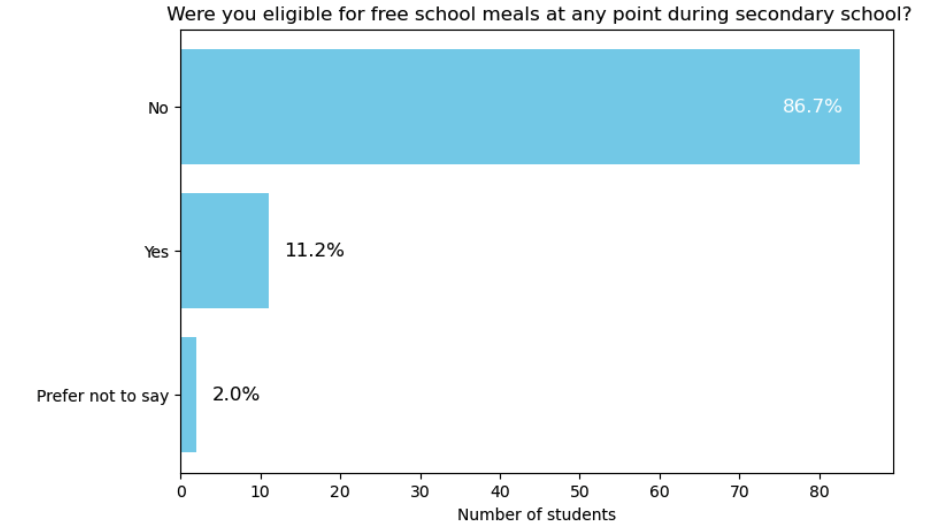 Were you eligible for free school meals at any point during secondary school?
No
86.7%
Yes
11.2%
Prefer not to say
2.0%
0 10 20 30 40 50 60 70 80
Number of students